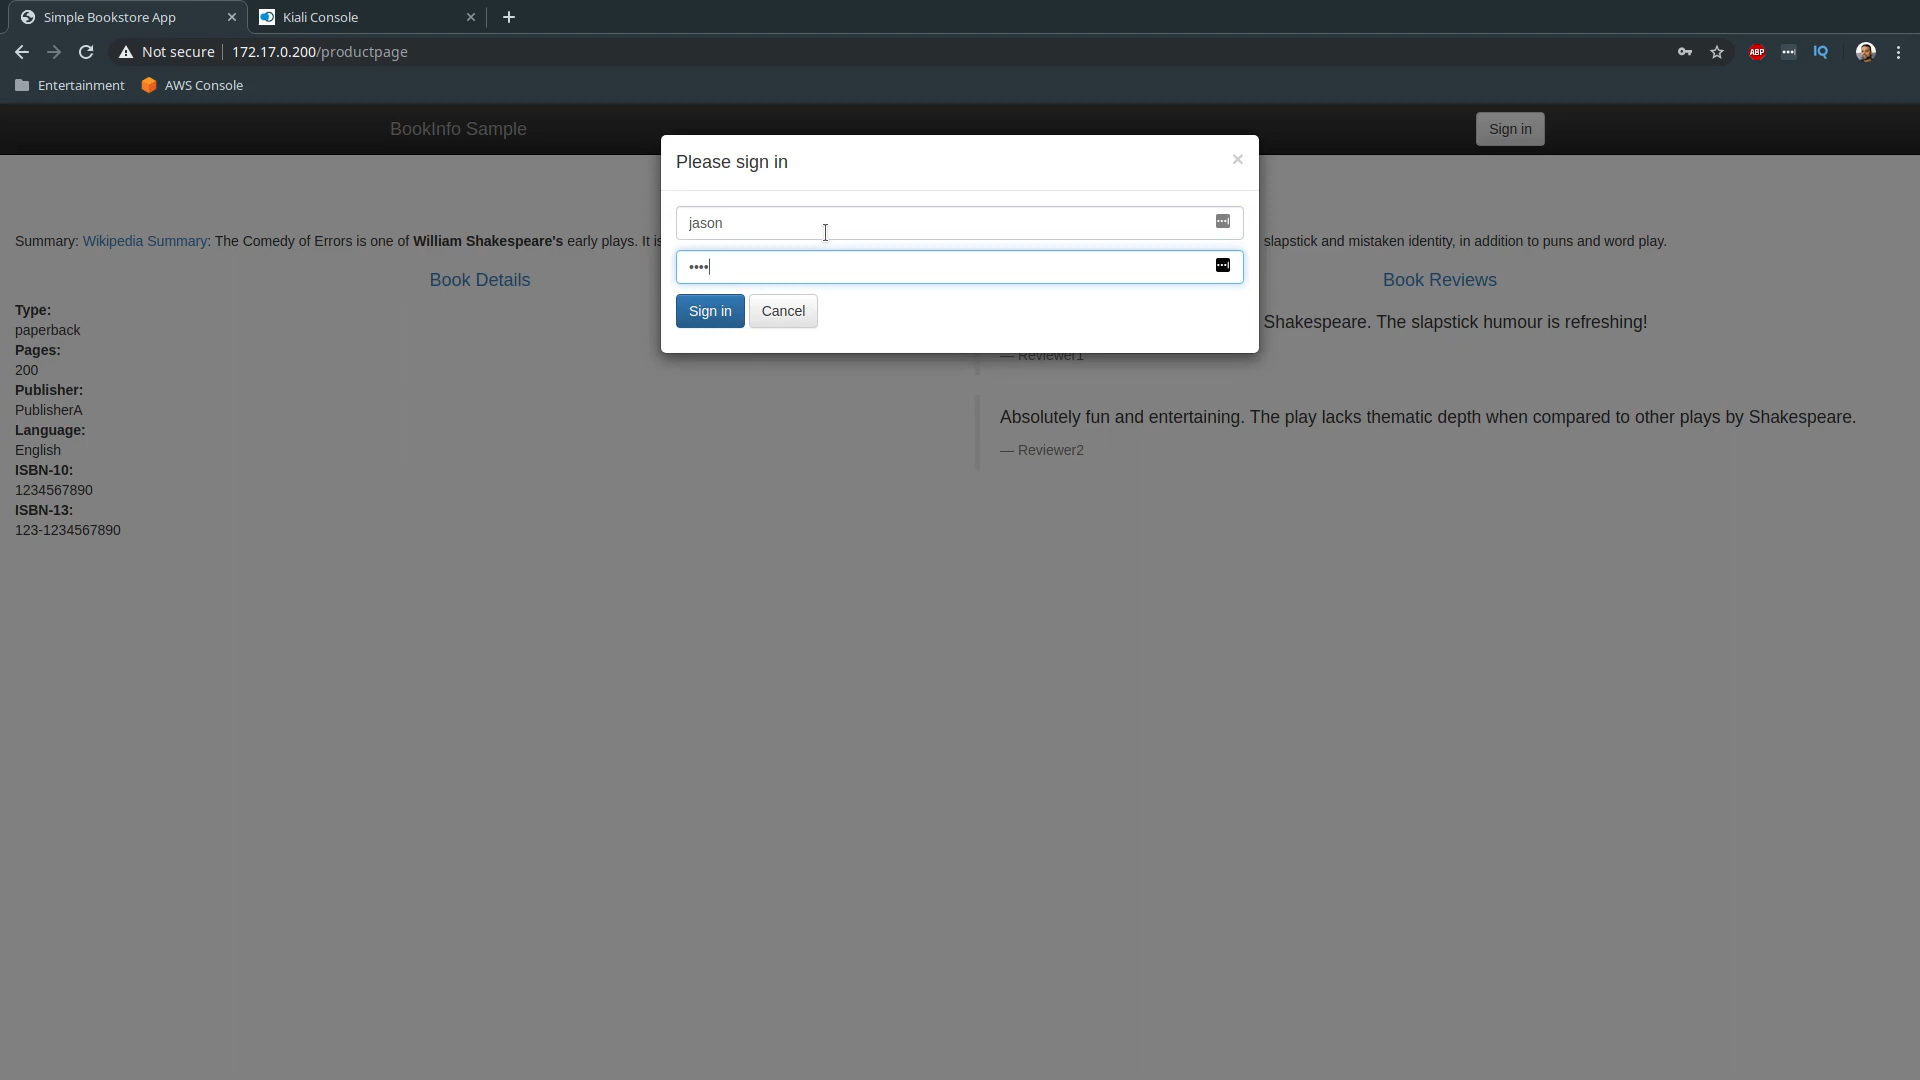 Simple Bookstore App
Kiali Console
Not secure
172.17.0.200/productpage
ABP
IQ
Entertainment
AWS Console
BookInfo Sample
Sign in
Please sign in
×
jason
••••
Sign in
Cancel
Summary: Wikipedia Summary: The Comedy of Errors is one of William Shakespeare's early plays. It is
slapstick and mistaken identity, in addition to puns and word play.
Book Details
Type:
paperback
Pages:
200
Publisher:
PublisherA
Language:
English
ISBN-10:
1234567890
ISBN-13:
123-1234567890
Book Reviews
Shakespeare. The slapstick humour is refreshing!
— Reviewer1
Absolutely fun and entertaining. The play lacks thematic depth when compared to other plays by Shakespeare.
— Reviewer2